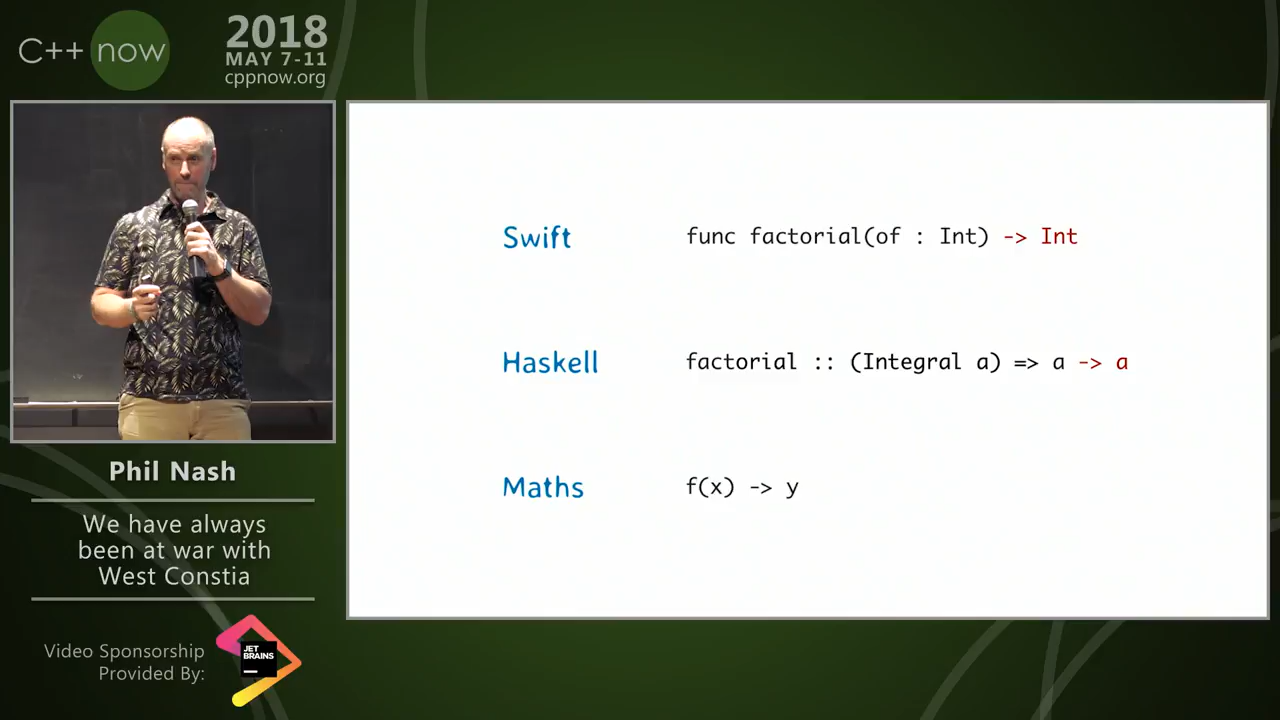 C++ now
2018
MAY 7-11
cppnow.org
Swift func factorial(of : Int) -> Int
Haskell factorial :: (Integral a) => a -> a
Maths f(x) -> y
Phil Nash
We have always
been at war with
West Constia
Video Sponsorship
Provided By:
JET
BRAINS